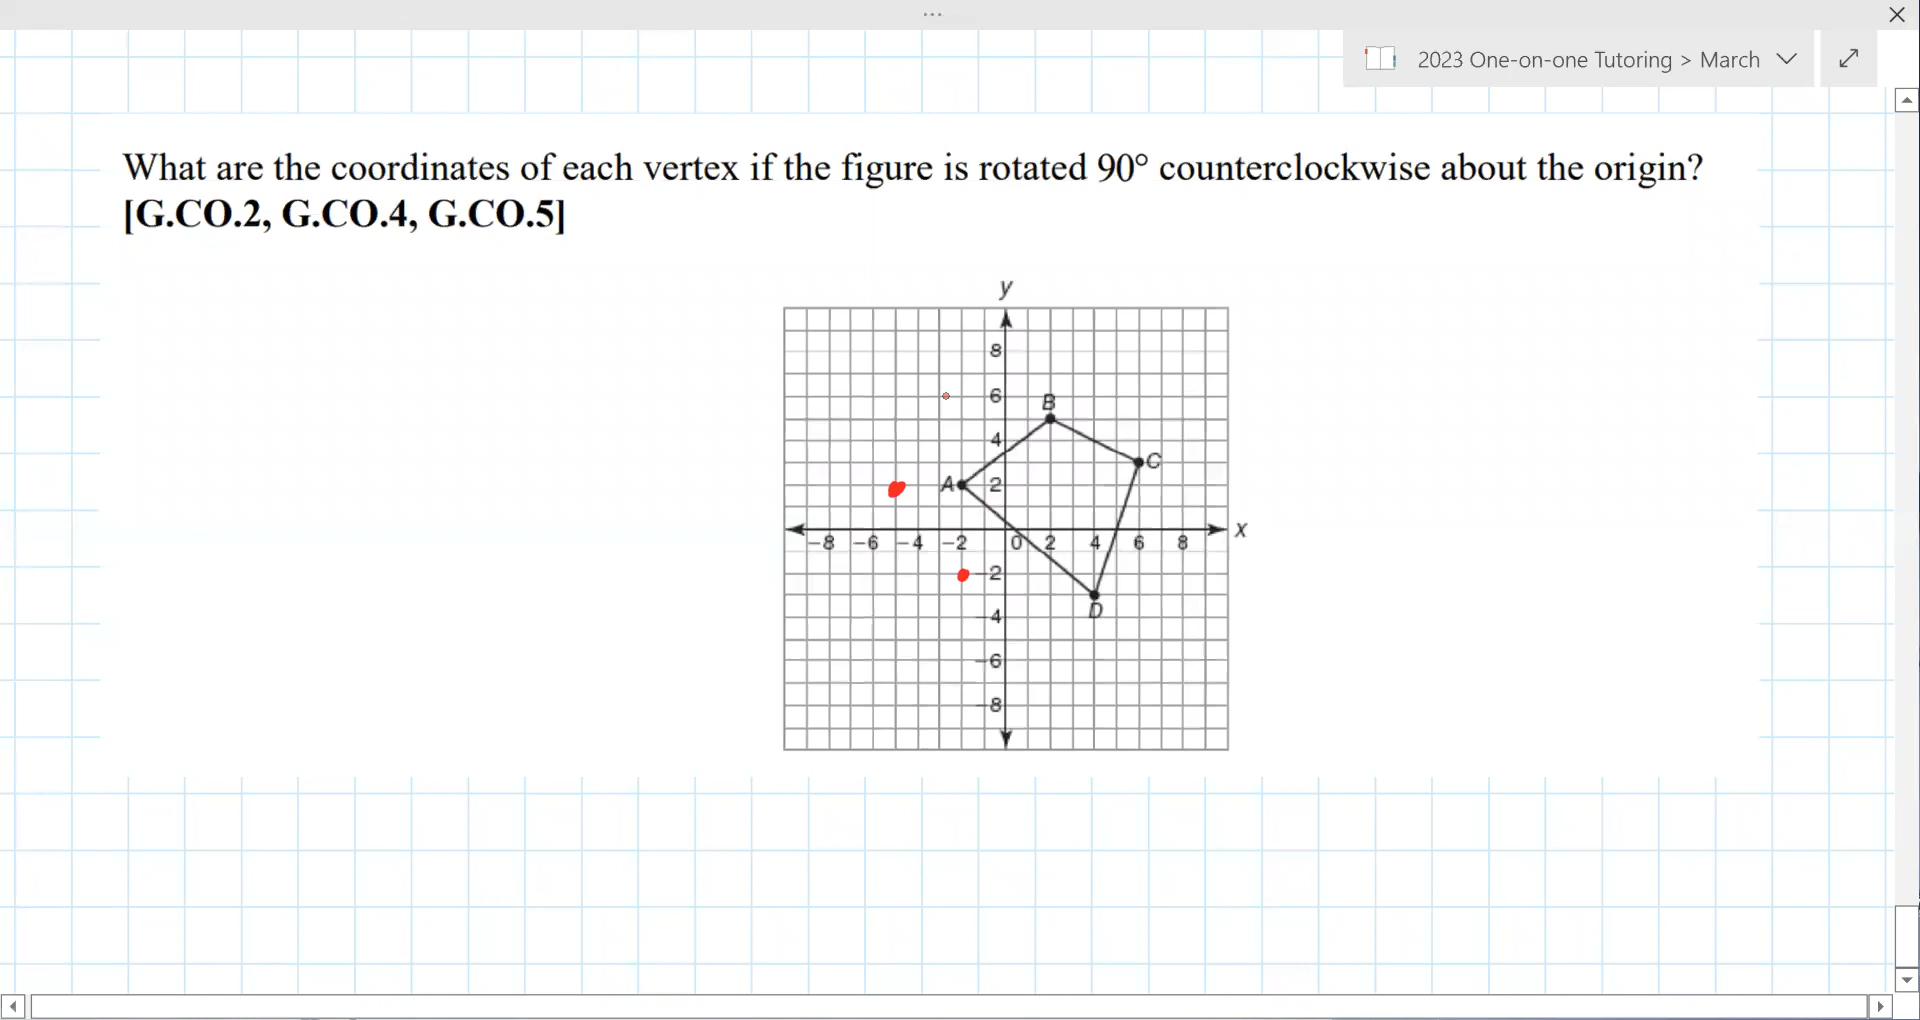 ...
2023 One-on-one Tutoring > March
What are the coordinates of each vertex if the figure is rotated 90° counterclockwise about the origin?
[G.CO.2, G.CO.4, G.CO.5]
y
8
6
B
4
C
A
2
x
−8 −6 −4 −2 0 2 4 6 8
−2
D
−4
−6
−8